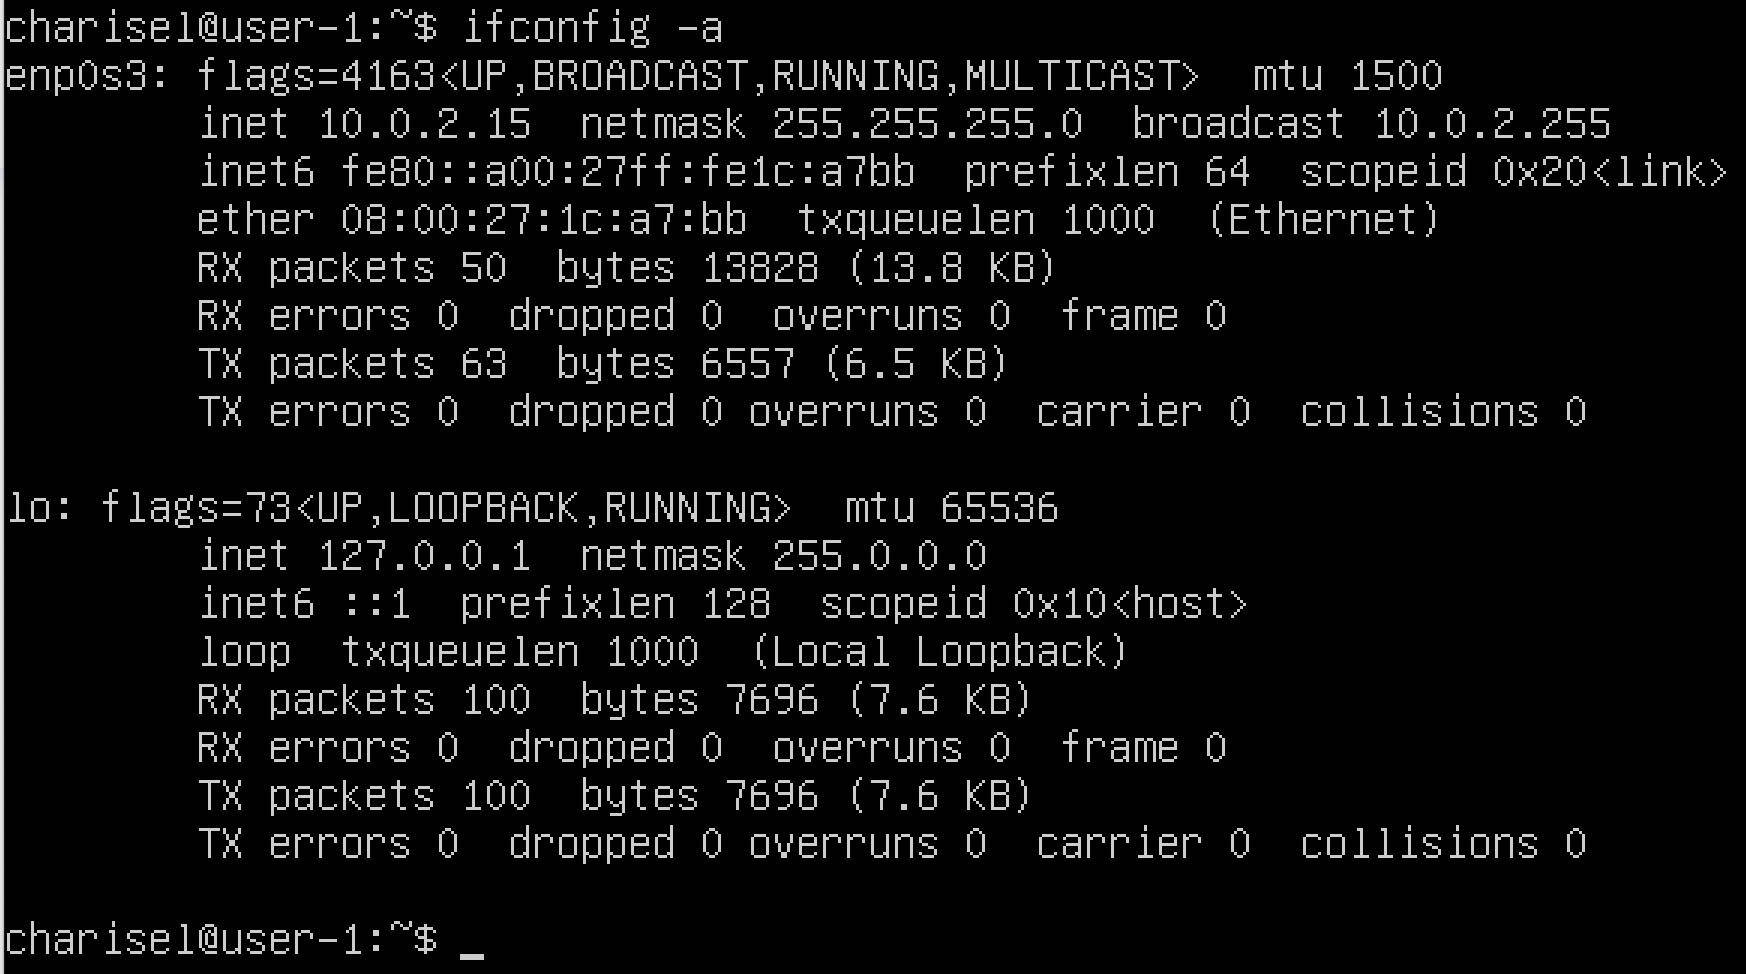 charisel@user-1:~$ ifconfig -a
enp0s3: flags=4163<UP,BROADCAST,RUNNING,MULTICAST>  mtu 1500
        inet 10.0.2.15  netmask 255.255.255.0  broadcast 10.0.2.255
        inet6 fe80::a00:27ff:fe1c:a7bb  prefixlen 64  scopeid 0x20<link>
        ether 08:00:27:1c:a7:bb  txqueuelen 1000  (Ethernet)
        RX packets 50  bytes 13828 (13.8 KB)
        RX errors 0  dropped 0  overruns 0  frame 0
        TX packets 63  bytes 6557 (6.5 KB)
        TX errors 0  dropped 0 overruns 0  carrier 0  collisions 0

lo: flags=73<UP,LOOPBACK,RUNNING>  mtu 65536
        inet 127.0.0.1  netmask 255.0.0.0
        inet6 ::1  prefixlen 128  scopeid 0x10<host>
        loop  txqueuelen 1000  (Local Loopback)
        RX packets 100  bytes 7696 (7.6 KB)
        RX errors 0  dropped 0  overruns 0  frame 0
        TX packets 100  bytes 7696 (7.6 KB)
        TX errors 0  dropped 0 overruns 0  carrier 0  collisions 0

charisel@user-1:~$ _